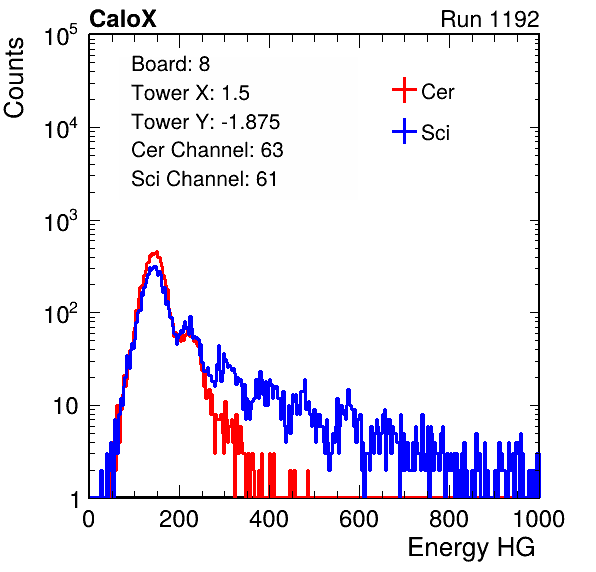 CaloX Run 1192
Counts
10^5
10^4
10^3
10^2
10
1
Board: 8
Tower X: 1.5
Tower Y: -1.875
Cer Channel: 63
Sci Channel: 61
Cer
Sci
0 200 400 600 800 1000
Energy HG